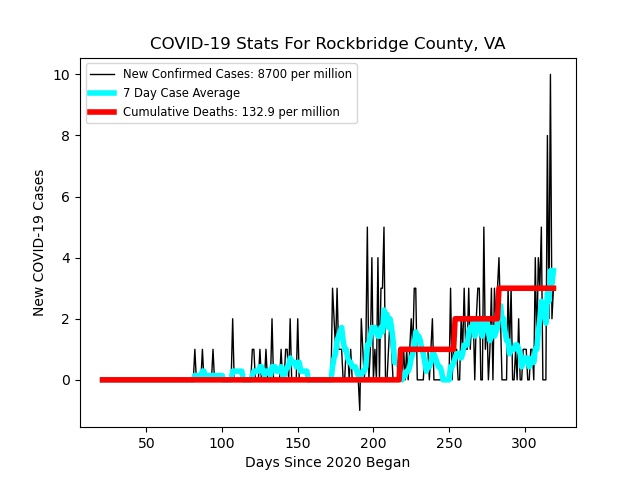 COVID-19 Stats For Rockbridge County, VA
New Confirmed Cases: 8700 per million
7 Day Case Average
Cumulative Deaths: 132.9 per million
New COVID-19 Cases
10
8
6
4
2
0
50 100 150 200 250 300
Days Since 2020 Began